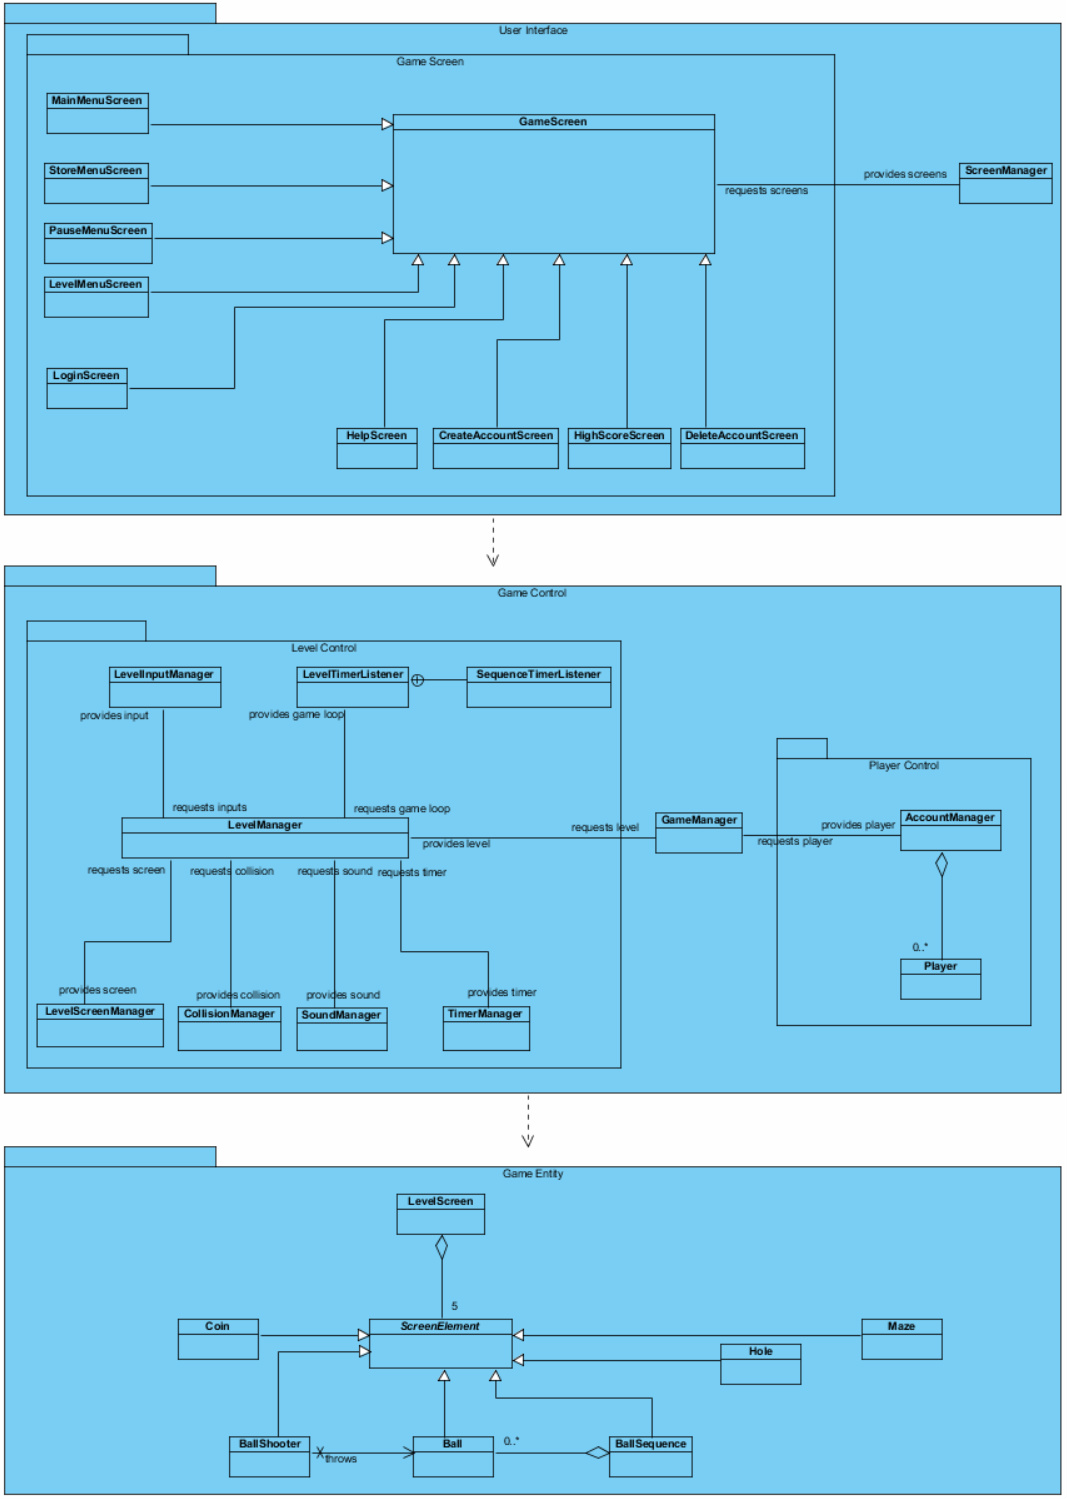 User Interface
Game Screen
MainMenuScreen
GameScreen
StoreMenuScreen
provides screens
ScreenManager
requests screens
PauseMenuScreen
LevelMenuScreen
LoginScreen
HelpScreen
CreateAccountScreen
HighScoreScreen
DeleteAccountScreen
Game Control
Level Control
LevelInputManager
LevelTimerListener
SequenceTimerListener
provides input
provides game loop
Player Control
requests inputs
requests game loop
LevelManager
requests level
GameManager
provides player
AccountManager
provides level
requests player
requests screen
requests collision
requests sound
requests timer
0..*
Player
provides screen
provides collision
provides sound
provides timer
LevelScreenManager
CollisionManager
SoundManager
TimerManager
Game Entity
LevelScreen
5
Coin
ScreenElement
Maze
Hole
BallShooter
throws
Ball
0..*
BallSequence